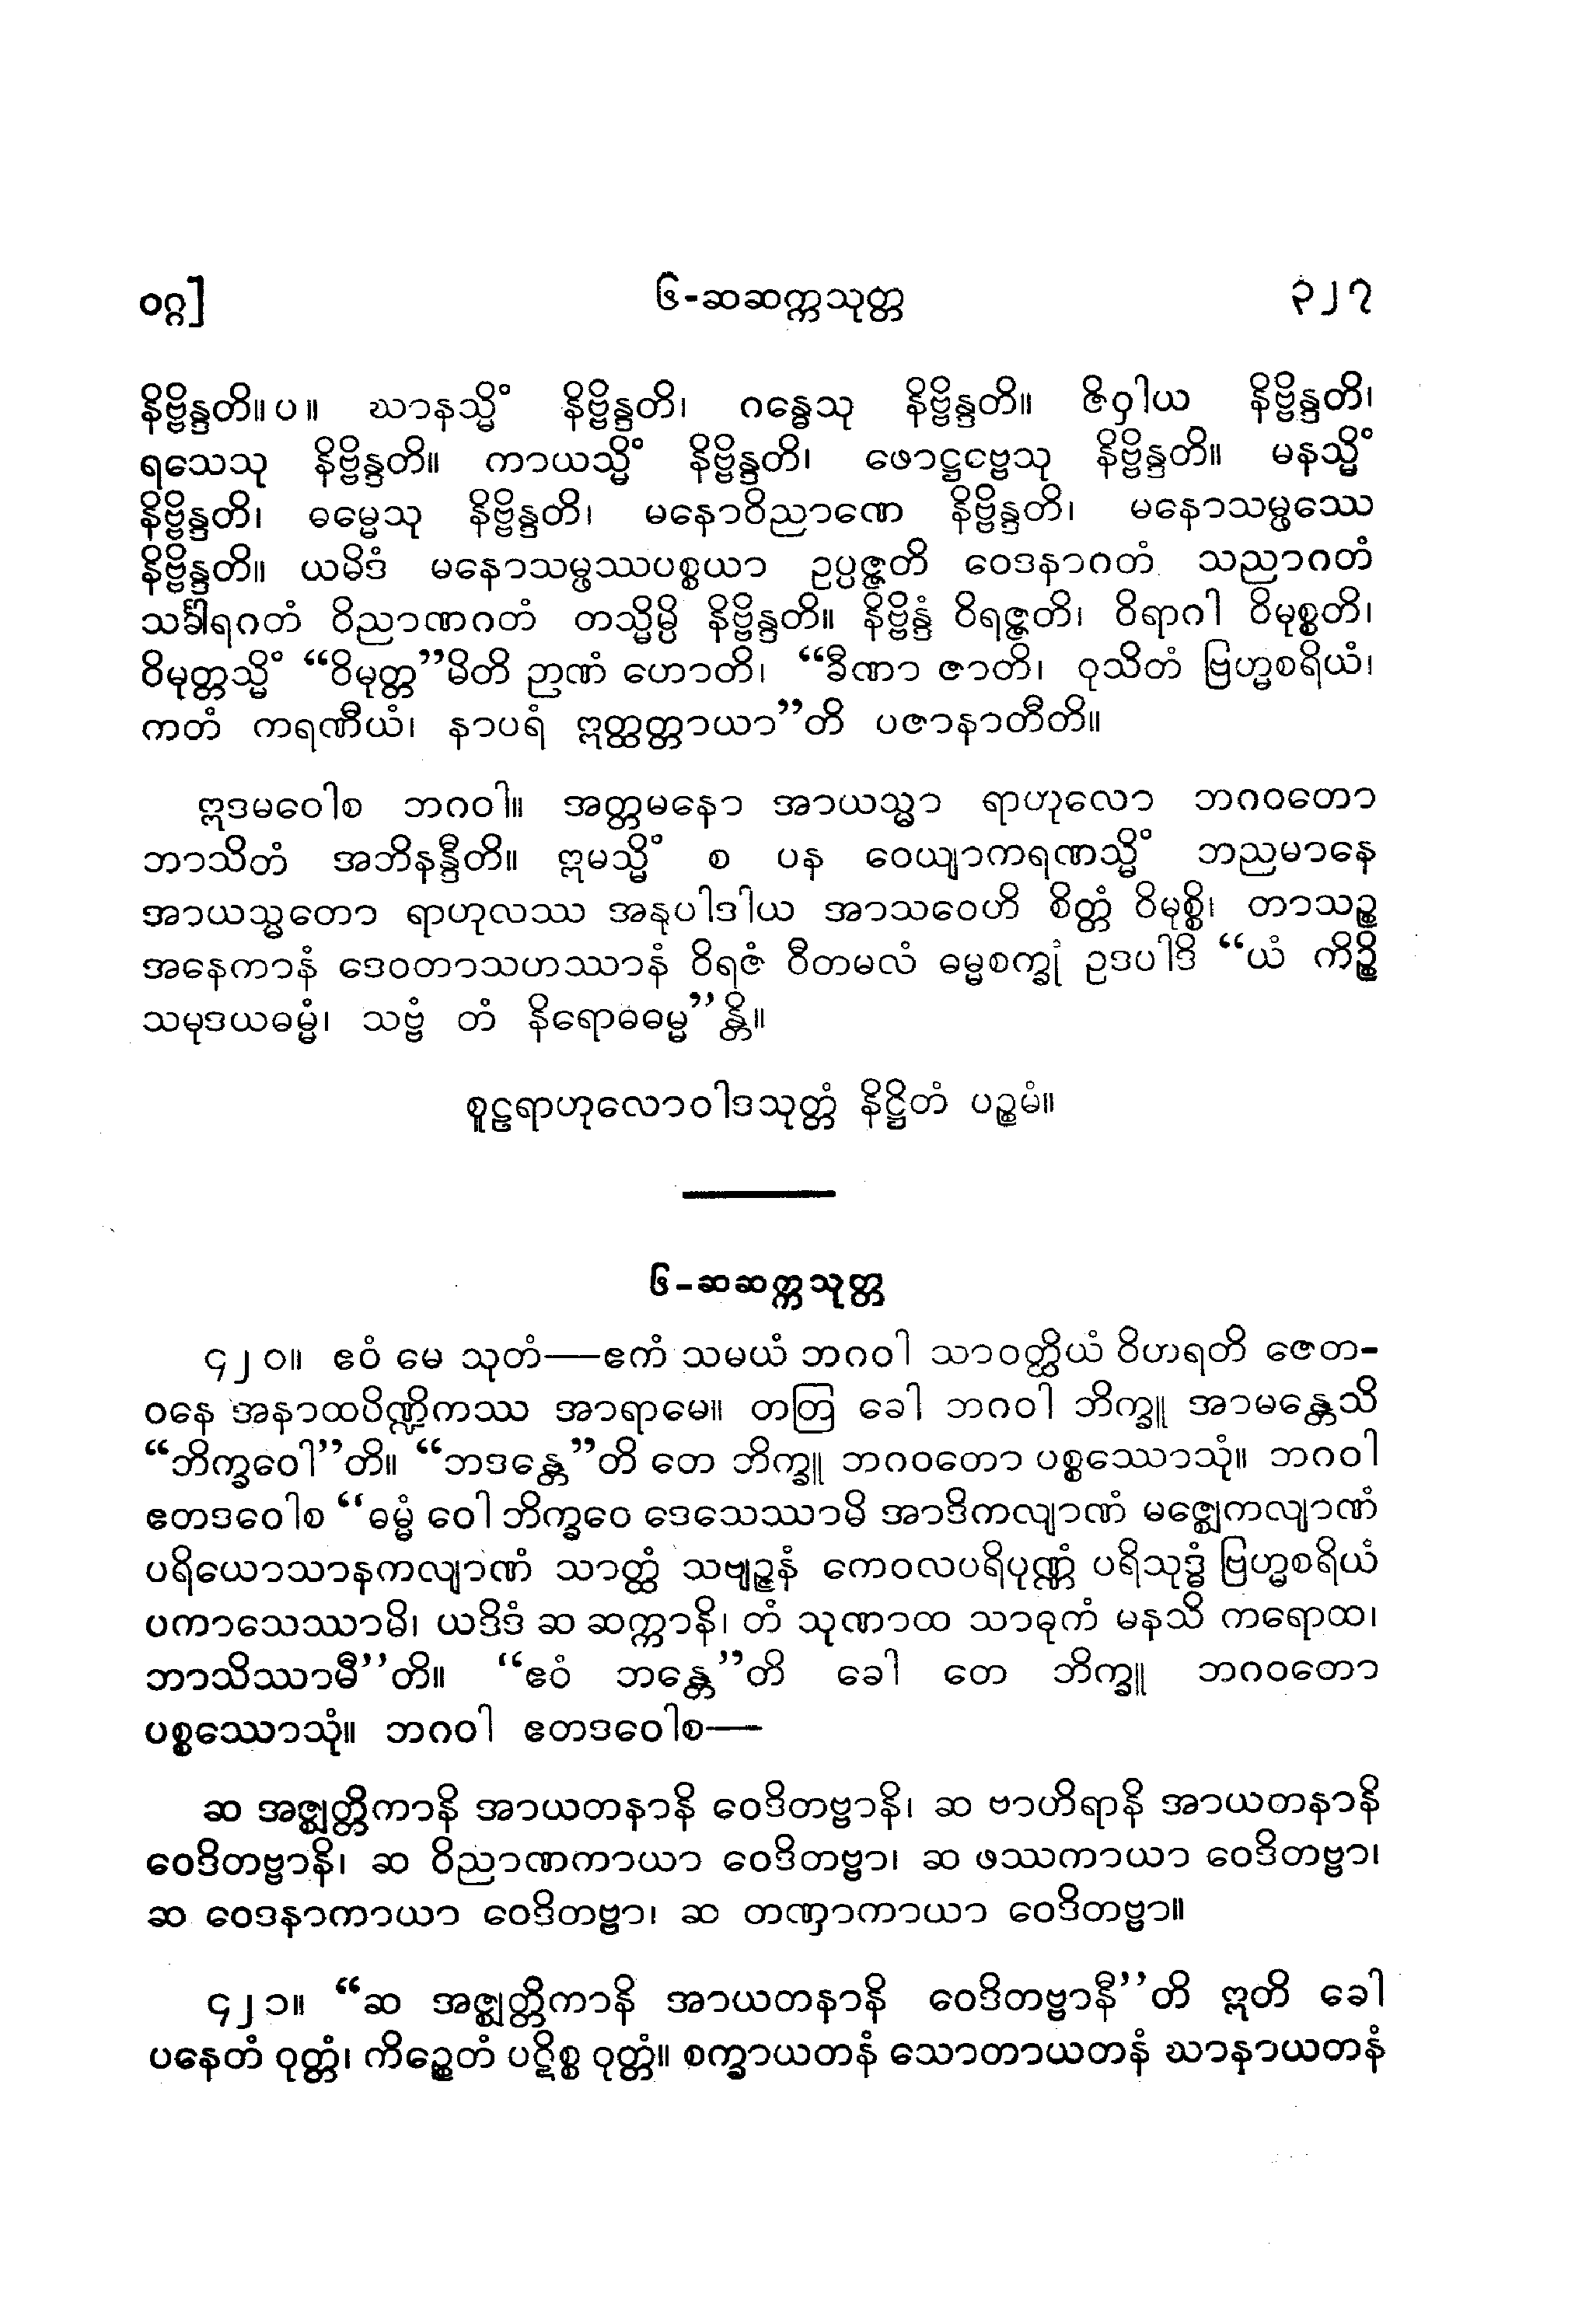 ဝဂ္ဂ]
၆-ဆဆက္ကသုတ္တ
၃၂၇
နိဗ္ဗိန္ဒတိ။ပ။ ဃာနသ္မိံ နိဗ္ဗိန္ဒတိ၊ ဂန္ဓေသု နိဗ္ဗိန္ဒတိ။ ဇိဝှါယ နိဗ္ဗိန္ဒတိ၊
ရသေသု နိဗ္ဗိန္ဒတိ။ ကာယသ္မိံ နိဗ္ဗိန္ဒတိ၊ ဖောဋ္ဌဗ္ဗေသု နိဗ္ဗိန္ဒတိ။ မနသ္မိံ
နိဗ္ဗိန္ဒတိ၊ ဓမ္မေသု နိဗ္ဗိန္ဒတိ၊ မနောဝိညာဏေ နိဗ္ဗိန္ဒတိ၊ မနောသမ္ဖဿေ
နိဗ္ဗိန္ဒတိ။ ယမိဒံ မနောသမ္ဖဿပစ္စယာ ဥပ္ပဇ္ဇတိ ဝေဒနာဂတံ သညာဂတံ
သင်္ခါရဂတံ ဝိညာဏဂတံ တသ္မိမ္ပိ နိဗ္ဗိန္ဒတိ။ နိဗ္ဗိန္ဒံ ဝိရဇ္ဇတိ၊ ဝိရာဂါ ဝိမုစ္စတိ၊
ဝိမုတ္တသ္မိံ “ဝိမုတ္တ”မိတိ ဉာဏံ ဟောတိ၊ “ခီဏာ ဇာတိ၊ ဝုသိတံ ဗြဟ္မစရိယံ၊
ကတံ ကရဏီယံ၊ နာပရံ ဣတ္ထတ္တာယာ”တိ ပဇာနာတီတိ။
ဣဒမဝေါစ ဘဂဝါ။ အတ္တမနော အာယသ္မာ ရာဟုလော ဘဂဝတော
ဘာသိတံ အဘိနန္ဒီတိ။ ဣမသ္မိံ စ ပန ဝေယျာကရဏသ္မိံ ဘညမာနေ
အာယသ္မတော ရာဟုလဿ အနုပါဒါယ အာသဝေဟိ စိတ္တံ ဝိမုစ္စိ၊ တာသဉ္စ
အနေကာနံ ဒေဝတာသဟဿာနံ ဝိရဇံ ဝီတမလံ ဓမ္မစက္ခုံ ဥဒပါဒိ “ယံ ကိဉ္စိ
သမုဒယဓမ္မံ၊ သဗ္ဗံ တံ နိရောဓဓမ္မ”န္တိ။
စူဠရာဟုလောဝါဒသုတ္တံ နိဋ္ဌိတံ ပဉ္စမံ။
၆-ဆဆက္ကသုတ္တ
၄၂၀။ ဧဝံ မေ သုတံ—ဧကံ သမယံ ဘဂဝါ သာဝတ္ထိယံ ဝိဟရတိ ဇေတ-
ဝနေ အနာထပိဏ္ဍိကဿ အာရာမေ။ တတြ ခေါ ဘဂဝါ ဘိက္ခူ အာမန္တေသိ
“ဘိက္ခဝေါ”တိ။ “ဘဒန္တေ”တိ တေ ဘိက္ခူ ဘဂဝတော ပစ္စဿောသုံ။ ဘဂဝါ
ဧတဒဝေါစ “ဓမ္မံ ဝေါ ဘိက္ခဝေ ဒေသေဿာမိ အာဒိကလျာဏံ မဇ္ဈေကလျာဏံ
ပရိယောသာနကလျာဏံ သာတ္ထံ သဗျဉ္ဇနံ ကေဝလပရိပုဏ္ဏံ ပရိသုဒ္ဓံ ဗြဟ္မစရိယံ
ပကာသေဿာမိ၊ ယဒိဒံ ဆ ဆက္ကာနိ၊ တံ သုဏာထ သာဓုကံ မနသိ ကရောထ၊
ဘာသိဿာမီ”တိ။ “ဧဝံ ဘန္တေ”တိ ခေါ တေ ဘိက္ခူ ဘဂဝတော
ပစ္စဿောသုံ။ ဘဂဝါ ဧတဒဝေါစ—
ဆ အဇ္ဈတ္တိကာနိ အာယတနာနိ ဝေဒိတဗ္ဗာနိ၊ ဆ ဗာဟိရာနိ အာယတနာနိ
ဝေဒိတဗ္ဗာနိ၊ ဆ ဝိညာဏကာယာ ဝေဒိတဗ္ဗာ၊ ဆ ဖဿကာယာ ဝေဒိတဗ္ဗာ၊
ဆ ဝေဒနာကာယာ ဝေဒိတဗ္ဗာ၊ ဆ တဏှာကာယာ ဝေဒိတဗ္ဗာ။
၄၂၁။ “ဆ အဇ္ဈတ္တိကာနိ အာယတနာနိ ဝေဒိတဗ္ဗာနီ”တိ ဣတိ ခေါ
ပနေတံ ဝုတ္တံ၊ ကိဉ္စေတံ ပဋိစ္စ ဝုတ္တံ။ စက္ခာယတနံ သောတာယတနံ ဃာနာယတနံ